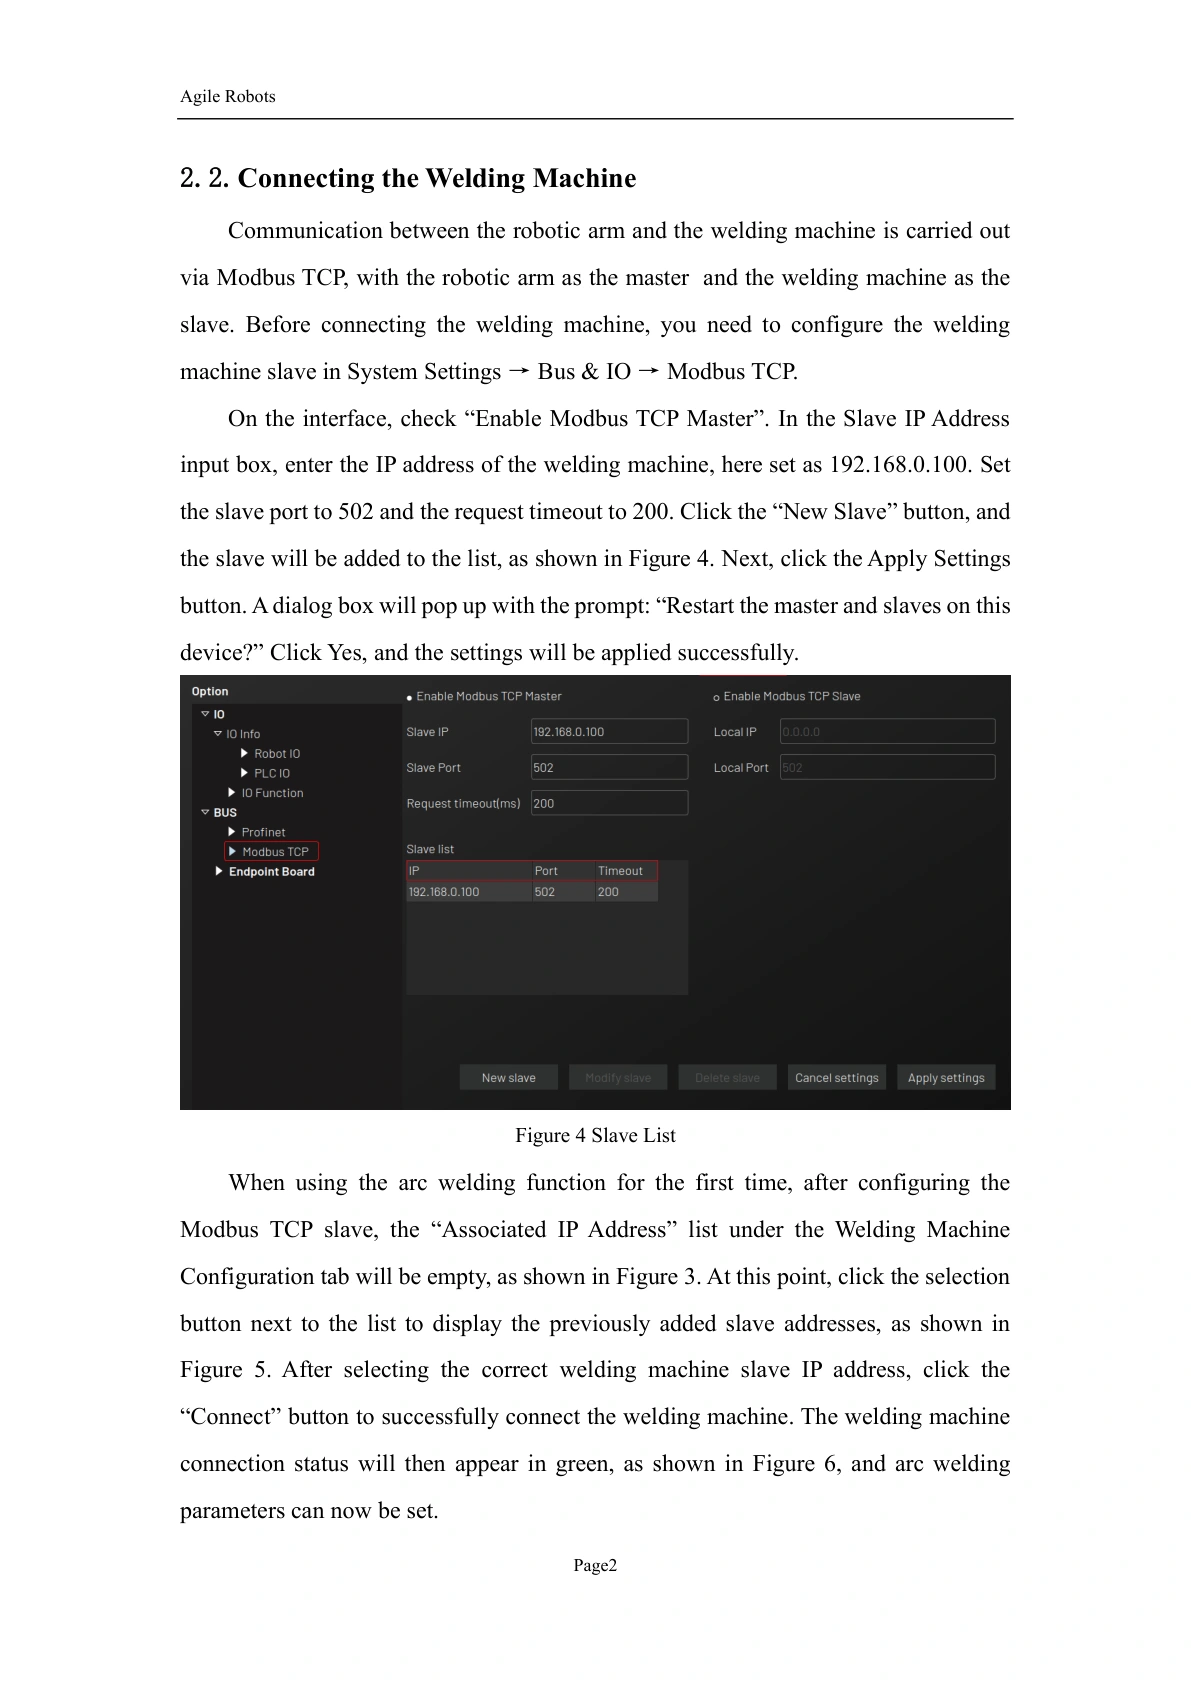 Agile Robots
2. 2. Connecting the Welding Machine
Communication between the robotic arm and the welding machine is carried out
via Modbus TCP, with the robotic arm as the master and the welding machine as the
slave. Before connecting the welding machine, you need to configure the welding
machine slave in System Settings → Bus & IO → Modbus TCP.
On the interface, check “Enable Modbus TCP Master”. In the Slave IP Address
input box, enter the IP address of the welding machine, here set as 192.168.0.100. Set
the slave port to 502 and the request timeout to 200. Click the “New Slave” button, and
the slave will be added to the list, as shown in Figure 4. Next, click the Apply Settings
button. A dialog box will pop up with the prompt: “Restart the master and slaves on this
device?” Click Yes, and the settings will be applied successfully.
Option
IO
IO Info
Robot IO
PLC IO
IO Function
BUS
Profinet
Modbus TCP
Endpoint Board
Enable Modbus TCP Master
Slave IP 192.168.0.100
Slave Port 502
Request timeout(ms) 200
Slave list
IP Port Timeout
192.168.0.100 502 200
Enable Modbus TCP Slave
Local IP 0.0.0.0
Local Port 502
New slave Modify slave Delete slave Cancel settings Apply settings
Figure 4 Slave List
When using the arc welding function for the first time, after configuring the
Modbus TCP slave, the “Associated IP Address” list under the Welding Machine
Configuration tab will be empty, as shown in Figure 3. At this point, click the selection
button next to the list to display the previously added slave addresses, as shown in
Figure 5. After selecting the correct welding machine slave IP address, click the
“Connect” button to successfully connect the welding machine. The welding machine
connection status will then appear in green, as shown in Figure 6, and arc welding
parameters can now be set.
Page2